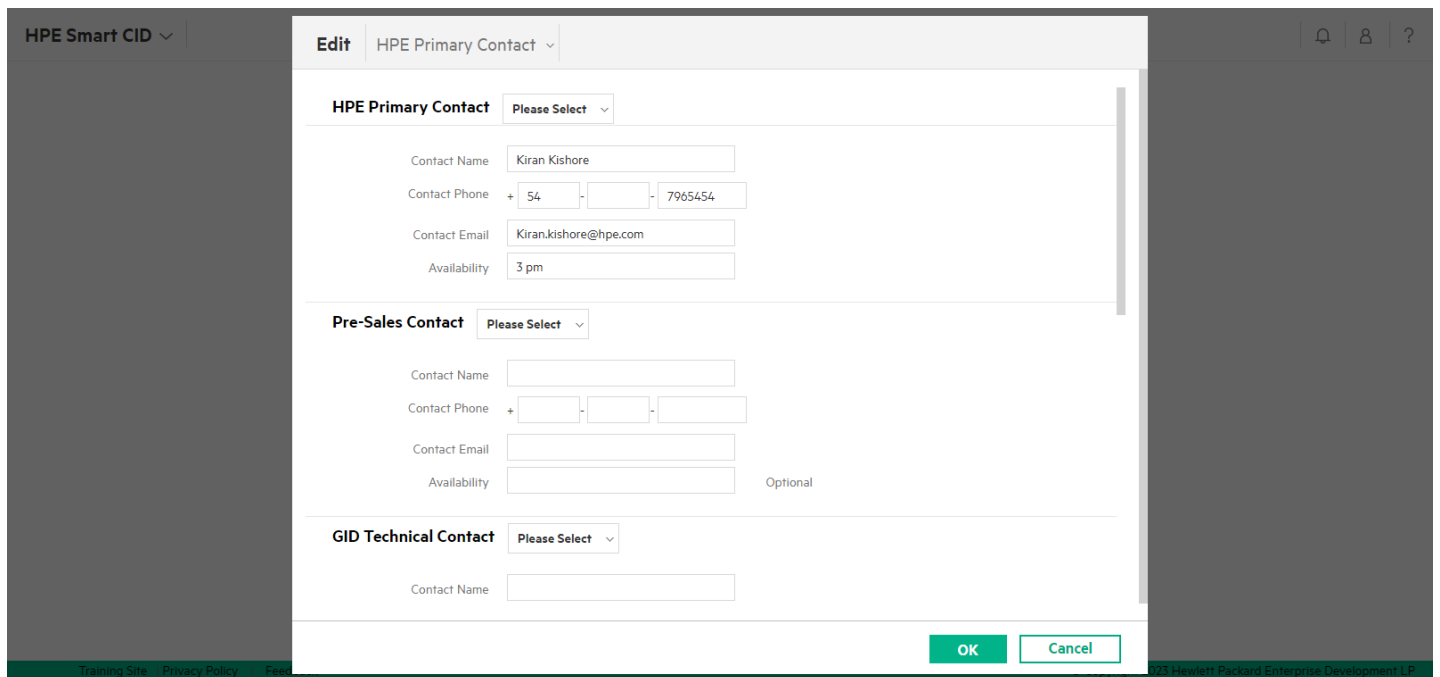 HPE Smart CID
Edit HPE Primary Contact
?
HPE Primary Contact Please Select
Contact Name Kiran Kishore
Contact Phone + 54 - - 7965454
Contact Email Kiran.kishore@hpe.com
Availability 3 pm
Pre-Sales Contact Please Select
Contact Name
Contact Phone + - -
Contact Email
Availability Optional
GID Technical Contact Please Select
Contact Name
OK Cancel
Training Site Privacy Policy 2023 Hewlett Packard Enterprise Development LP